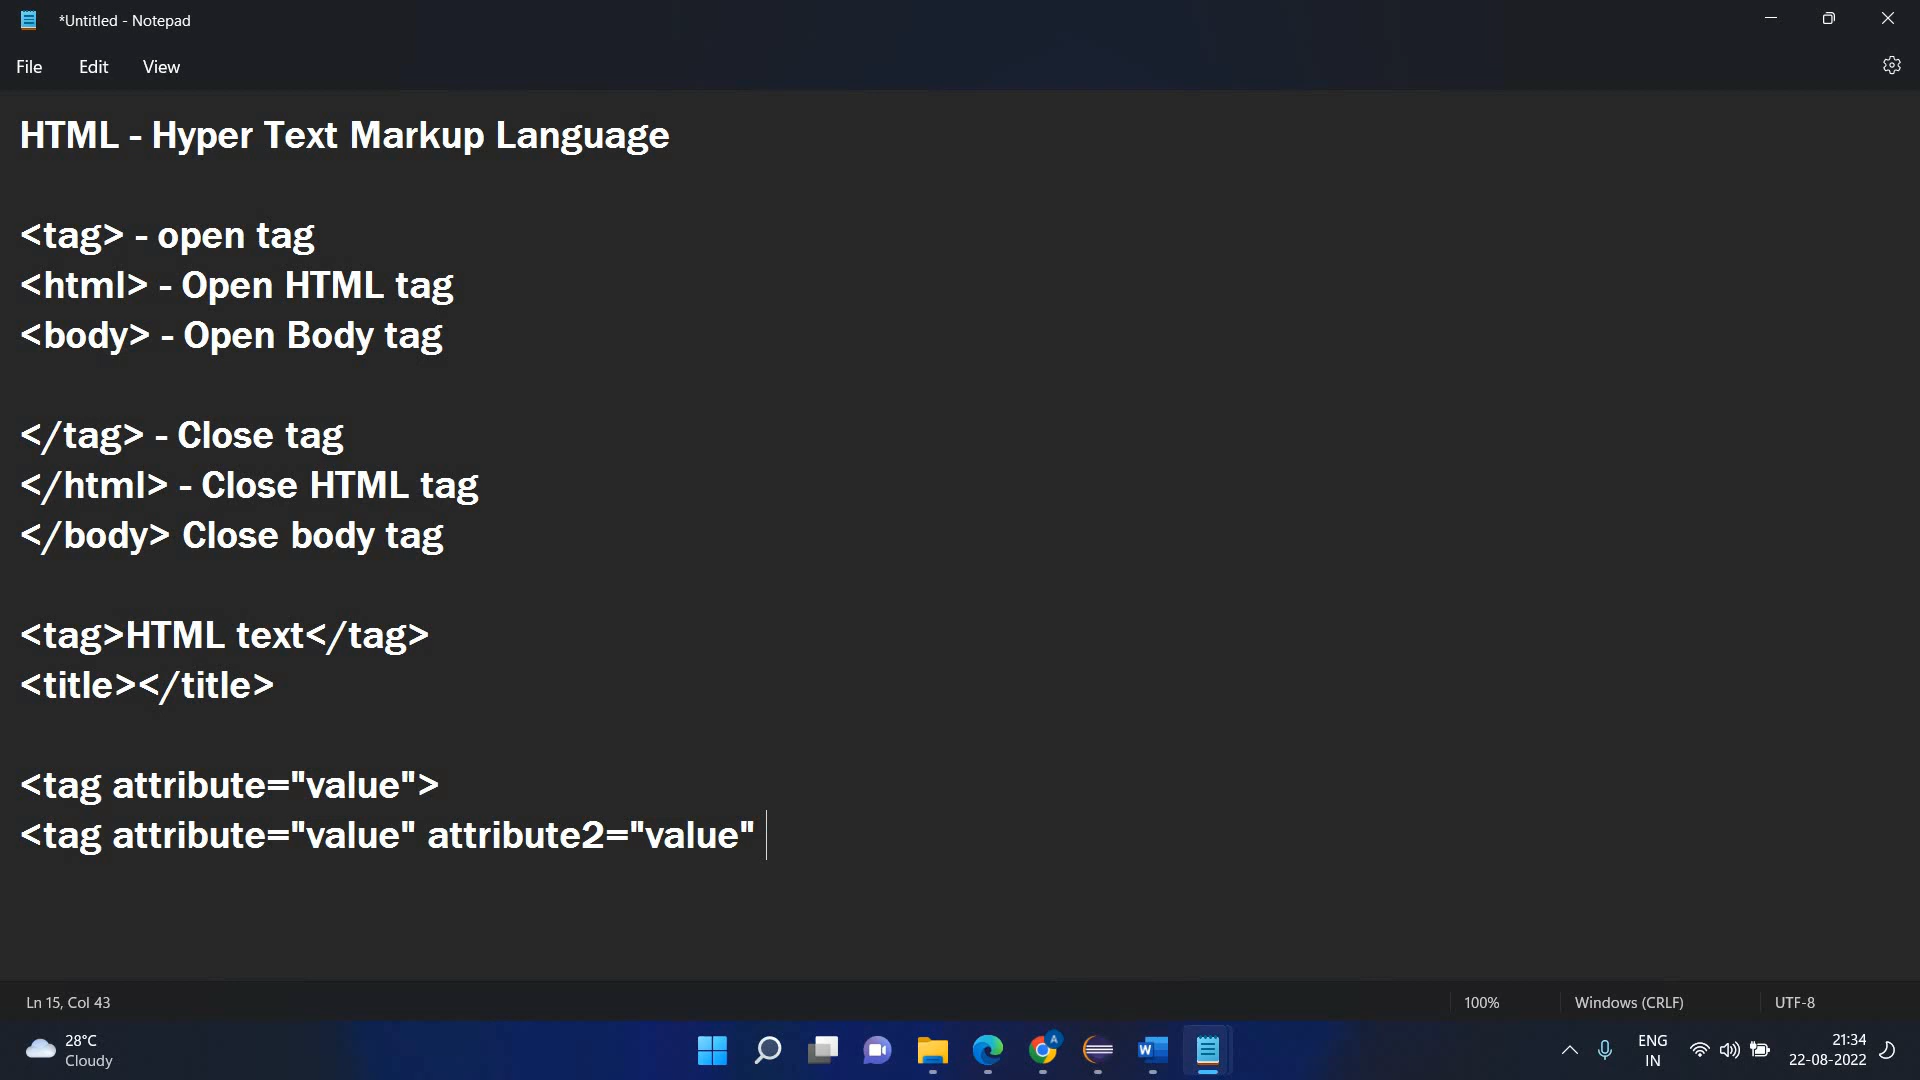 *Untitled - Notepad
File Edit View
HTML - Hyper Text Markup Language
<tag> - open tag
<html> - Open HTML tag
<body> - Open Body tag
</tag> - Close tag
</html> - Close HTML tag
</body> Close body tag
<tag>HTML text</tag>
<title></title>
<tag attribute="value">
<tag attribute="value" attribute2="value"
Ln 15, Col 43 100% Windows (CRLF) UTF-8
28°C
Cloudy
A
W
ENG
IN
21:34
22-08-2022